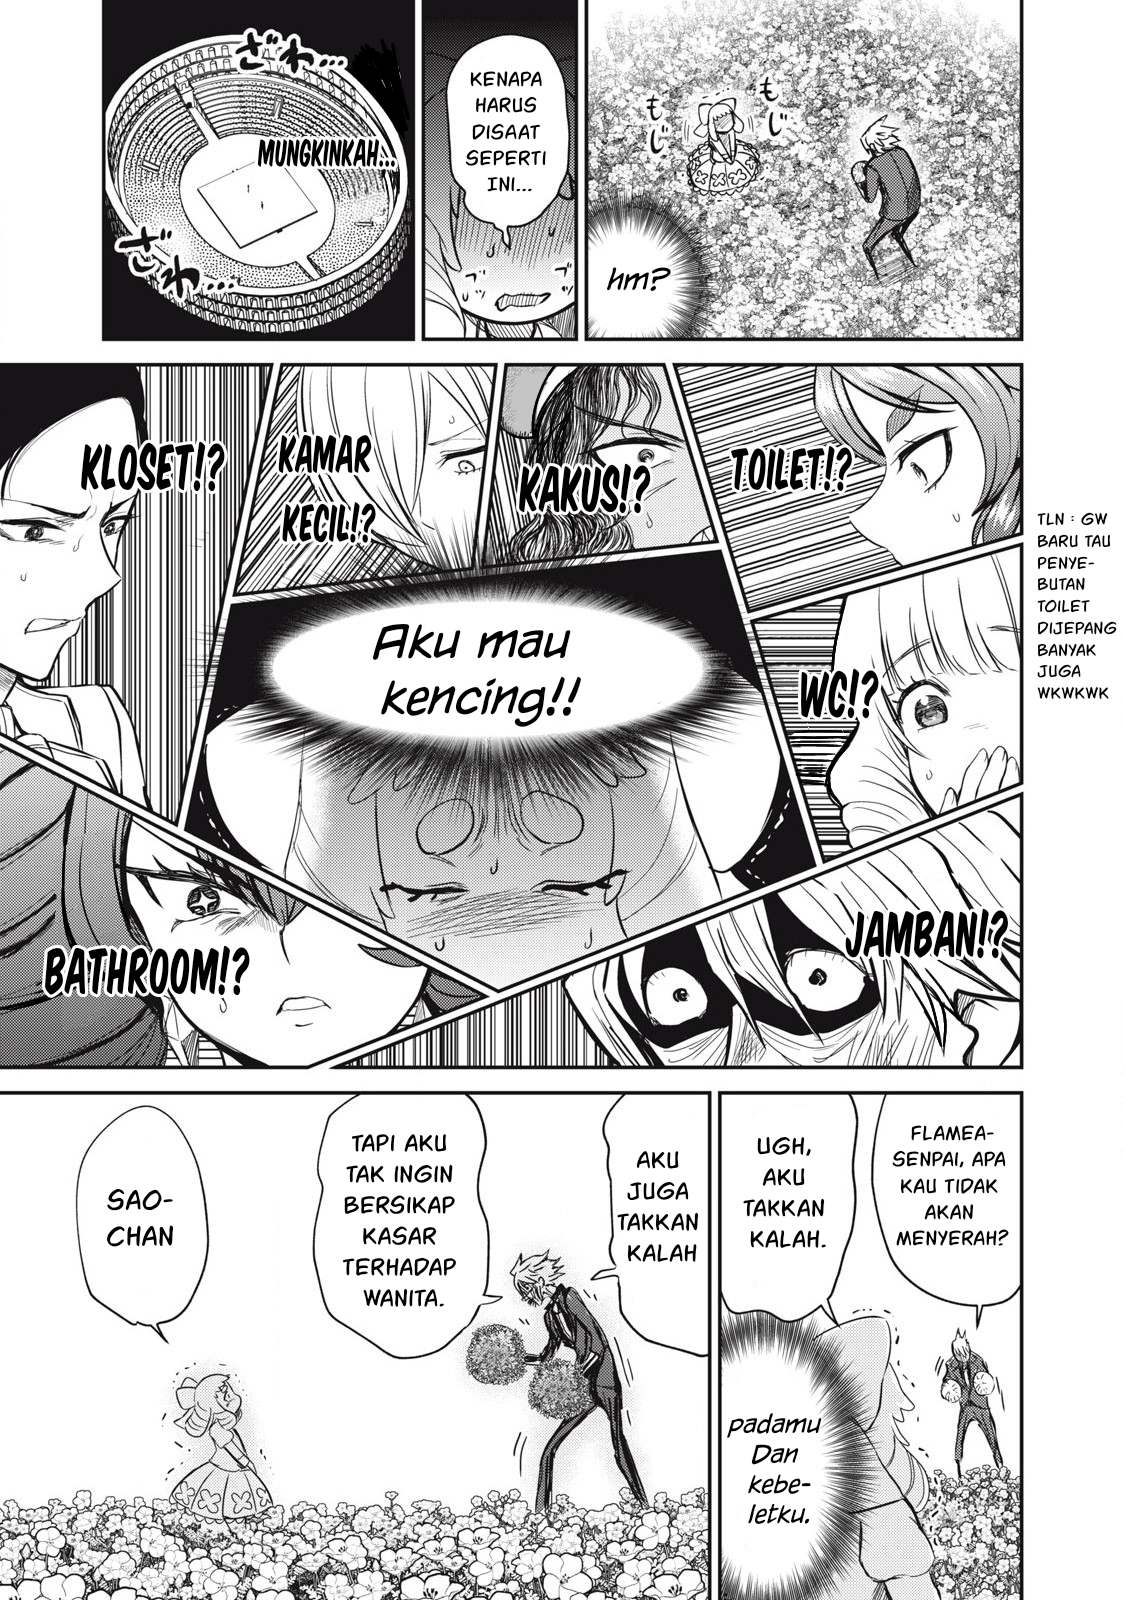 もじ
もじ
hm?
KENAPA
HARUS
DISAAT
SEPERTI
INI...
ざわ...
MUNGKINKAH...
ざわ...
TOILET!?
KAKUS!?
KAMAR
KECIL!?
KLOSET!?
TLN : GW
BARU TAU
PENYE-
BUTAN
TOILET
DIJEPANG
BANYAK
JUGA
WKWKWK
Aku mau
kencing!!
WC!?
JAMBAN!?
BATHROOM!?
FLAMEA-
SENPAI, APA
KAU TIDAK
AKAN
MENYERAH?
UGH,
AKU
TAKKAN
KALAH.
padamu
Dan
kebe-
letku.
AKU
JUGA
TAKKAN
KALAH
TAPI AKU
TAK INGIN
BERSIKAP
KASAR
TERHADAP
WANITA.
SAO-
CHAN